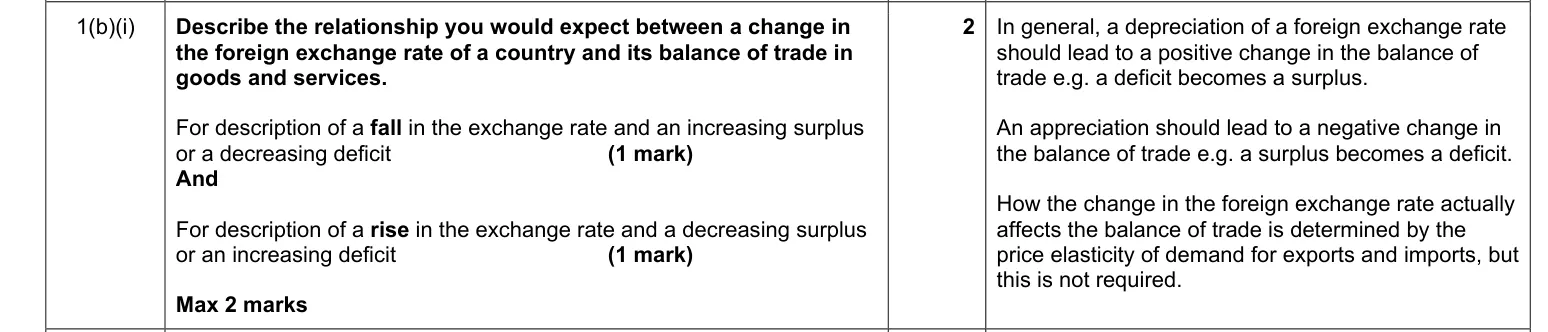 1(b)(i)
Describe the relationship you would expect between a change in
the foreign exchange rate of a country and its balance of trade in
goods and services.
For description of a fall in the exchange rate and an increasing surplus
or a decreasing deficit (1 mark)
And
For description of a rise in the exchange rate and a decreasing surplus
or an increasing deficit (1 mark)
Max 2 marks
2
In general, a depreciation of a foreign exchange rate
should lead to a positive change in the balance of
trade e.g. a deficit becomes a surplus.
An appreciation should lead to a negative change in
the balance of trade e.g. a surplus becomes a deficit.
How the change in the foreign exchange rate actually
affects the balance of trade is determined by the
price elasticity of demand for exports and imports, but
this is not required.